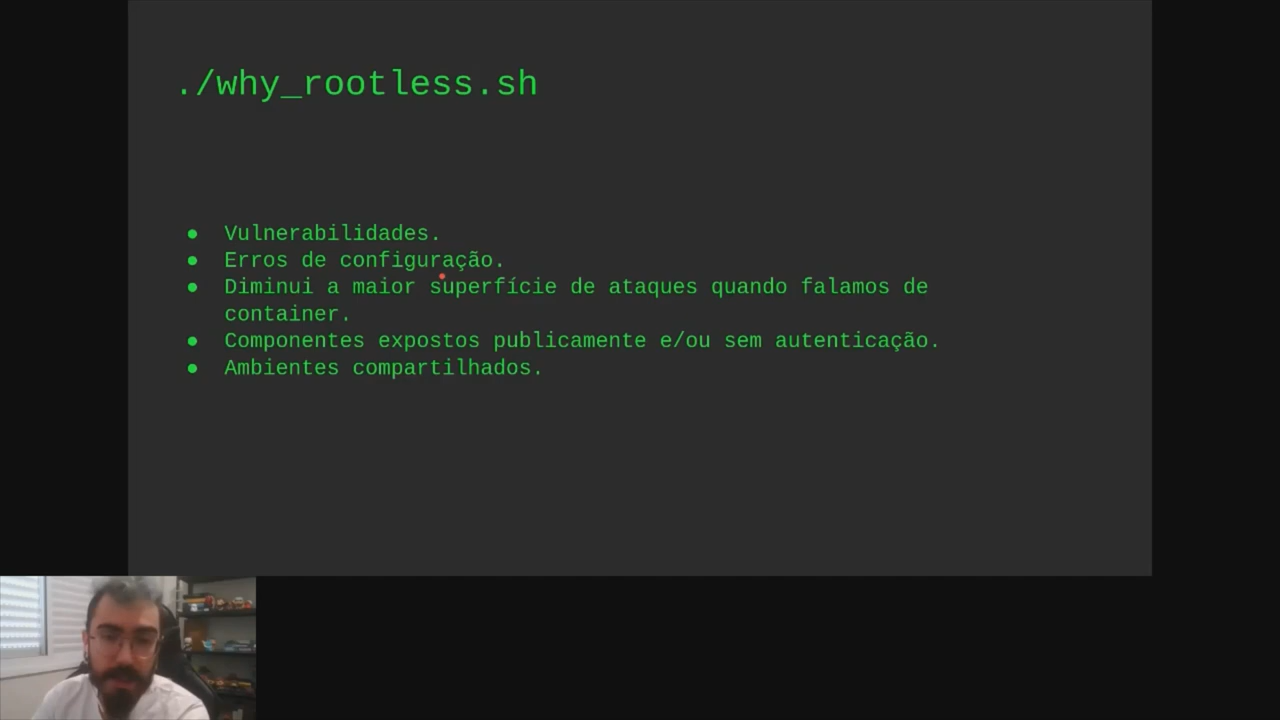 ./why_rootless.sh
● Vulnerabilidades.
● Erros de configuração.
● Diminui a maior superfície de ataques quando falamos de
container.
● Componentes expostos publicamente e/ou sem autenticação.
● Ambientes compartilhados.